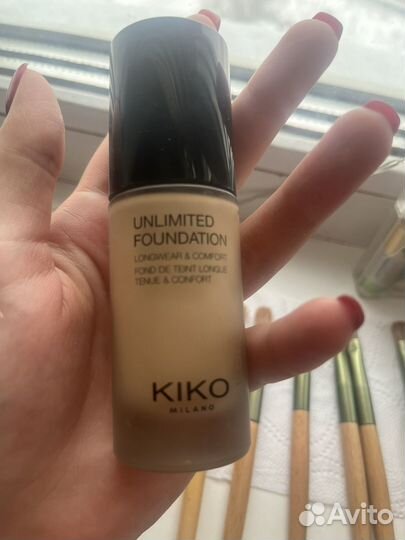 UNLIMITED
FOUNDATION
LONGWEAR & COMFORT
FOND DE TEINT LONGUE
TENUE & CONFORT
KIKO
MILANO
Avito